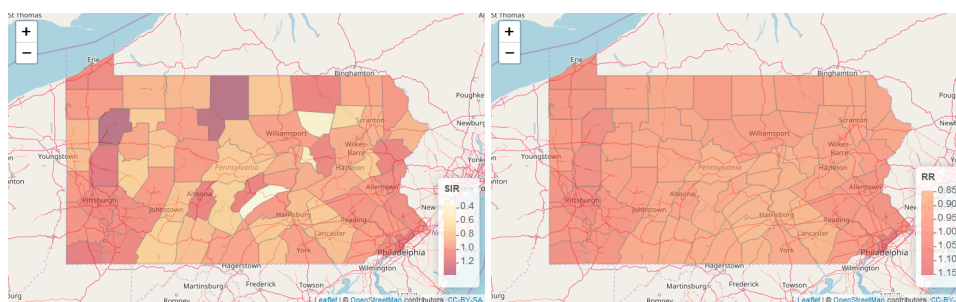 St Thomas
+
−
Erie
Binghamton
Poughke
Scranton
Williamsport
Wilkes-
Barre
Youngstown
Hazleton
Pennsylvania
Allentown
Altoona
Pittsburgh
Johnstown
Harrisburg
Reading
Lancaster
York
Philadelphia
Hagerstown
Wilmington
Martinsburg
Frederick
Towson
Romney
SIR
0.4
0.6
0.8
1.0
1.2
Leaflet | © OpenStreetMap contributors, CC-BY-SA
St Thomas
+
−
Erie
Binghamton
Pough
Scranton
Williamsport
Wilkes-
Barre
Youngstown
Hazleton
Pennsylvania
Allentown
Altoona
Pittsburgh
Johnstown
Harrisburg
Reading
Lancaster
York
Philadelphia
Hagerstown
Wilmington
Martinsburg
Frederick
Towson
Romney
RR
0.85
0.90
0.95
1.00
1.05
1.10
1.15
Leaflet | © OpenStreetMap contributors, CC-BY-